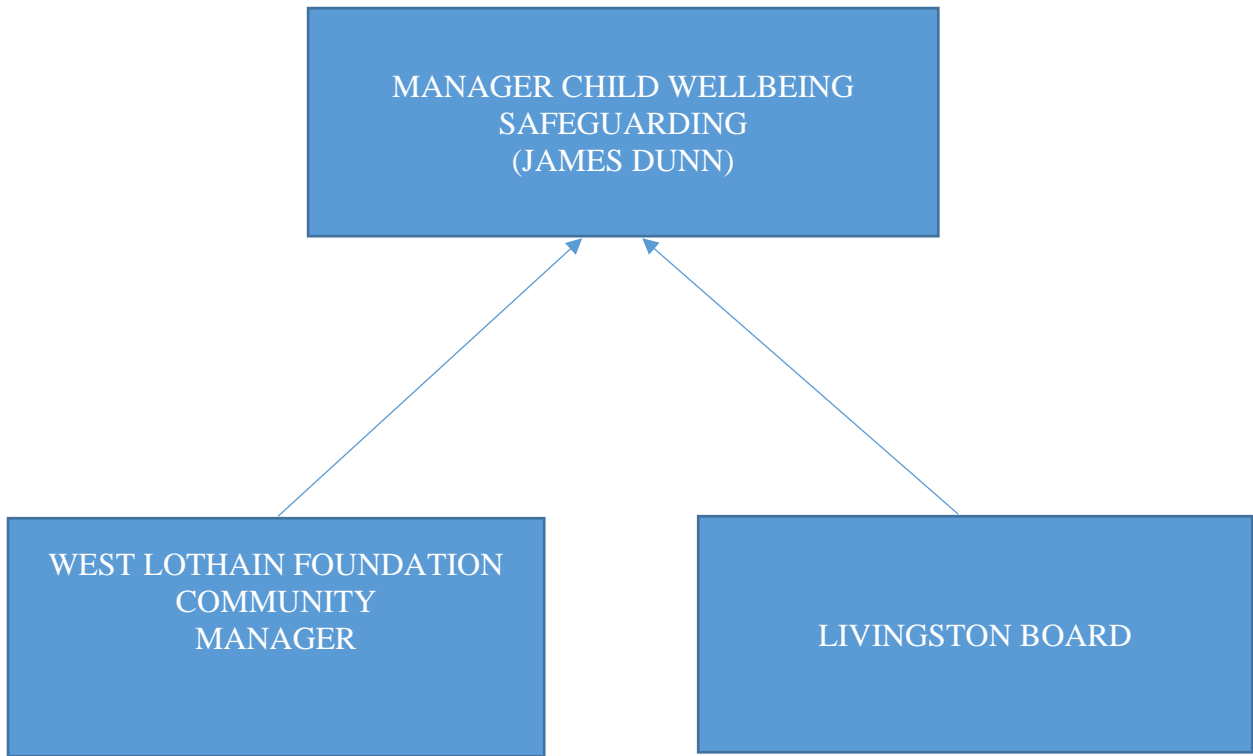 MANAGER CHILD WELLBEING
SAFEGUARDING
(JAMES DUNN)
WEST LOTHAIN FOUNDATION
COMMUNITY
MANAGER
LIVINGSTON BOARD